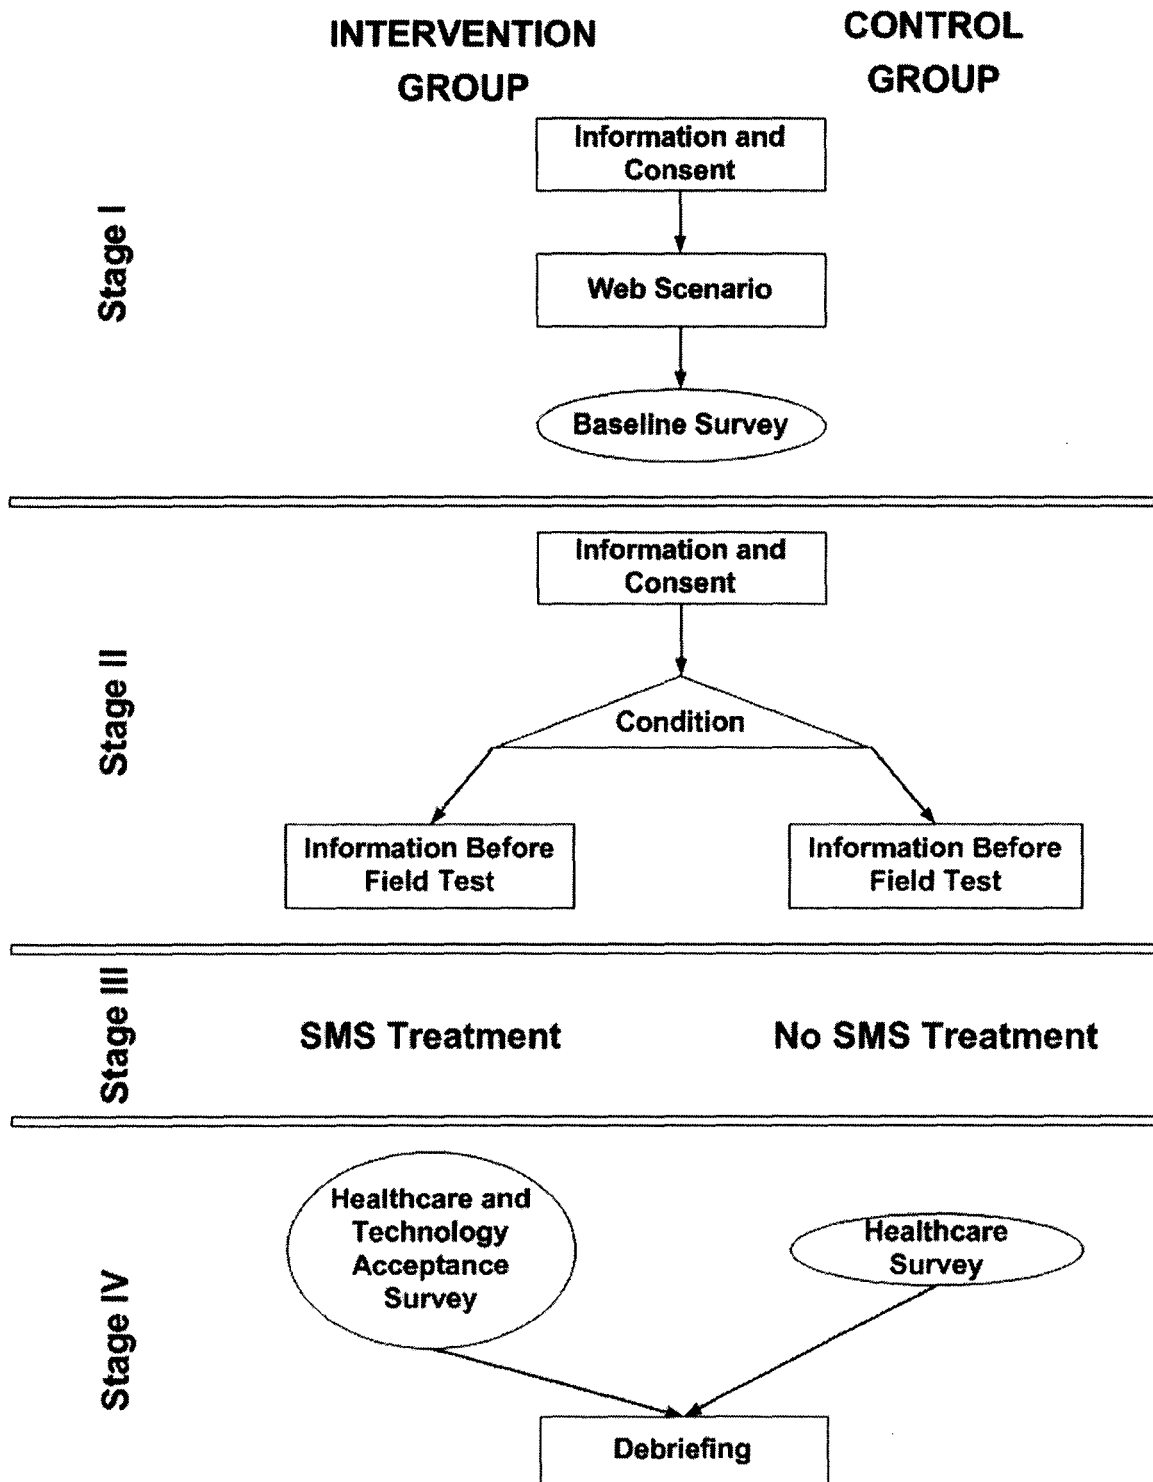 INTERVENTION
GROUP
CONTROL
GROUP
Stage I
Information and
Consent
Web Scenario
Baseline Survey
Stage II
Information and
Consent
Condition
Information Before
Field Test
Information Before
Field Test
Stage III
SMS Treatment
No SMS Treatment
Stage IV
Healthcare and
Technology
Acceptance
Survey
Healthcare
Survey
Debriefing